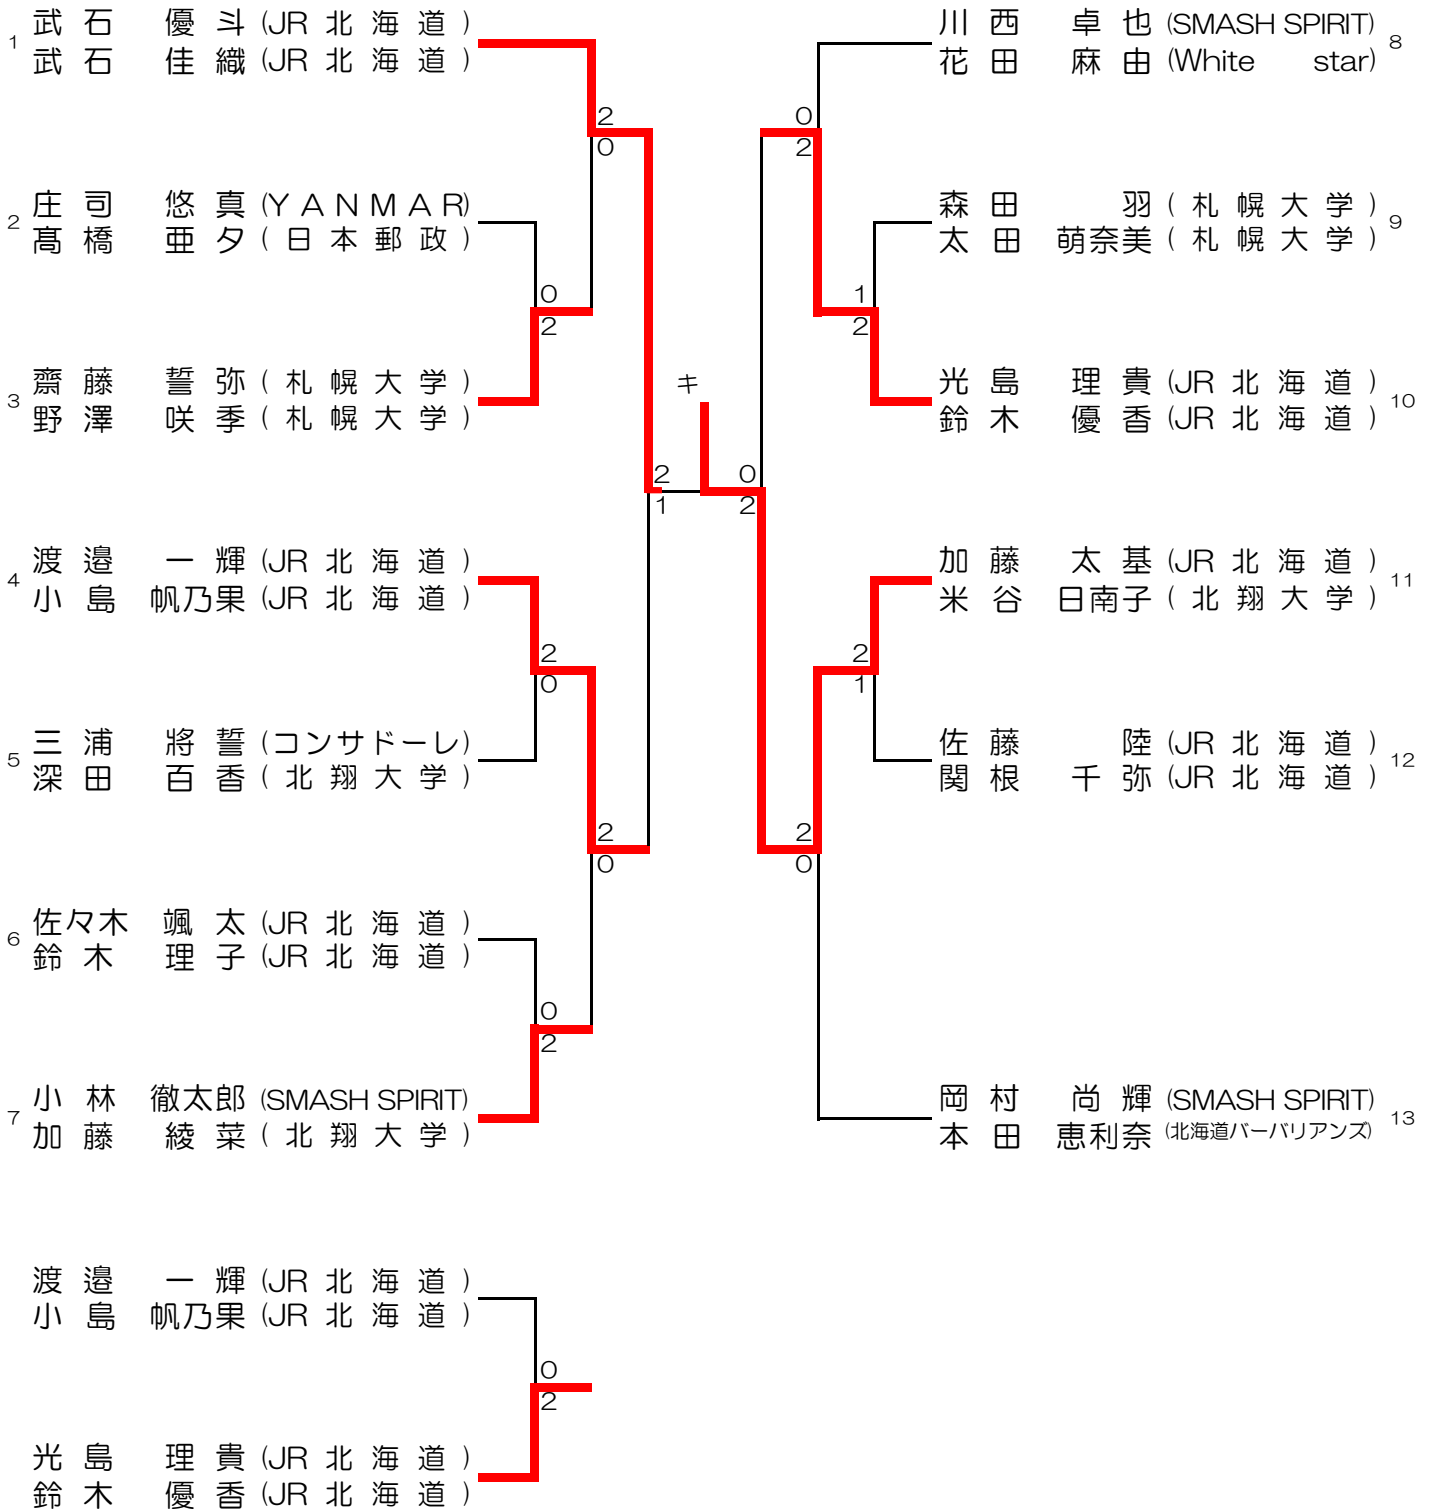 1
武石 優斗 (JR北海道)
武石 佳織 (JR北海道)
2
0
2
庄司 悠真 (YANMAR)
髙橋 亜夕 (日本郵政)
0
2
3
齋藤 誓弥 (札幌大学)
野澤 咲季 (札幌大学)
2
1
4
渡邉 一輝 (JR北海道)
小島 帆乃果 (JR北海道)
2
0
5
三浦 將誓 (コンサドーレ)
深田 百香 (北翔大学)
2
0
6
佐々木 颯太 (JR北海道)
鈴木 理子 (JR北海道)
0
2
7
小林 徹太郎 (SMASH SPIRIT)
加藤 綾菜 (北翔大学)
キ
川西 卓也 (SMASH SPIRIT)
花田 麻由 (White star)
8
0
2
森田 羽 (札幌大学)
太田 萌奈美 (札幌大学)
9
1
2
光島 理貴 (JR北海道)
鈴木 優香 (JR北海道)
10
0
2
加藤 太基 (JR北海道)
米谷 日南子 (北翔大学)
11
2
1
佐藤 陸 (JR北海道)
関根 千弥 (JR北海道)
12
2
0
岡村 尚輝 (SMASH SPIRIT)
本田 恵利奈 (北海道バーバリアンズ)
13
渡邉 一輝 (JR北海道)
小島 帆乃果 (JR北海道)
0
2
光島 理貴 (JR北海道)
鈴木 優香 (JR北海道)